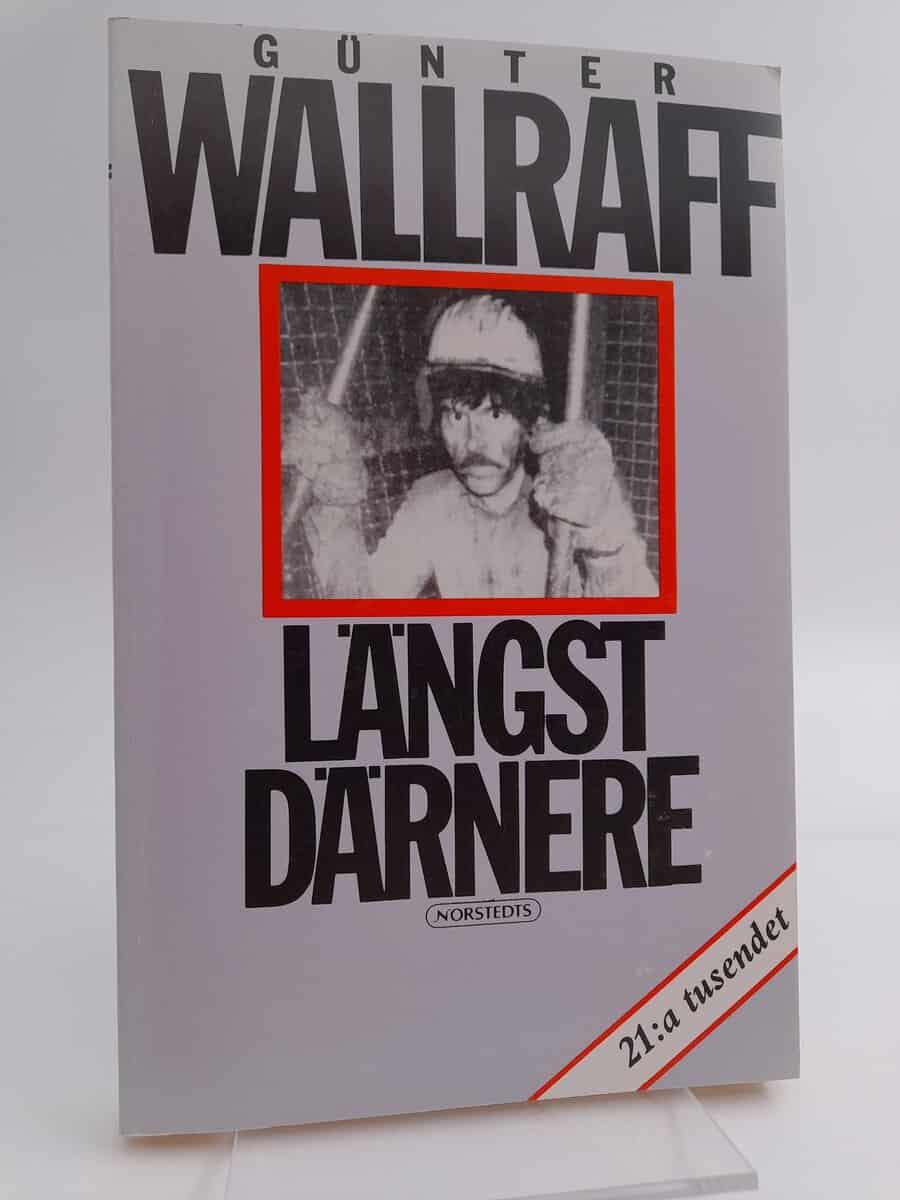 GÜNTER
WALLRAFF
LÄNGST
DÄRNERE
NORSTEDTS
21:a tusendet